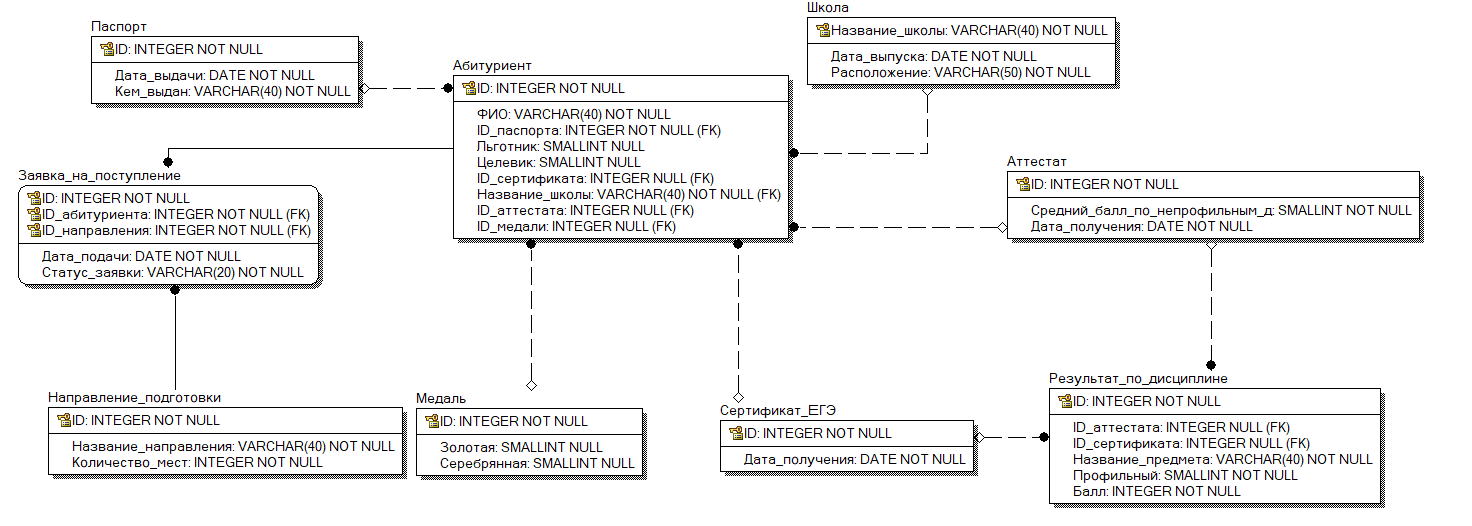 Паспорт
ID: INTEGER NOT NULL
Дата_выдачи: DATE NOT NULL
Кем_выдан: VARCHAR(40) NOT NULL
Абитуриент
ID: INTEGER NOT NULL
ФИО: VARCHAR(40) NOT NULL
ID_паспорта: INTEGER NOT NULL (FK)
Льготник: SMALLINT NULL
Целевик: SMALLINT NULL
ID_сертификата: INTEGER NULL (FK)
Название_школы: VARCHAR(40) NOT NULL (FK)
ID_аттестата: INTEGER NULL (FK)
ID_медали: INTEGER NULL (FK)
Школа
Название_школы: VARCHAR(40) NOT NULL
Дата_выпуска: DATE NOT NULL
Расположение: VARCHAR(50) NOT NULL
Аттестат
ID: INTEGER NOT NULL
Средний_балл_по_непрофильным_д: SMALLINT NOT NULL
Дата_получения: DATE NOT NULL
Заявка_на_поступление
ID: INTEGER NOT NULL
ID_абитуриента: INTEGER NOT NULL (FK)
ID_направления: INTEGER NOT NULL (FK)
Дата_подачи: DATE NOT NULL
Статус_заявки: VARCHAR(20) NOT NULL
Направление_подготовки
ID: INTEGER NOT NULL
Название_направления: VARCHAR(40) NOT NULL
Количество_мест: INTEGER NOT NULL
Медаль
ID: INTEGER NOT NULL
Золотая: SMALLINT NULL
Серебрянная: SMALLINT NULL
Сертификат_ЕГЭ
ID: INTEGER NOT NULL
Дата_получения: DATE NOT NULL
Результат_по_дисциплине
ID: INTEGER NOT NULL
ID_аттестата: INTEGER NULL (FK)
ID_сертификата: INTEGER NULL (FK)
Название_предмета: VARCHAR(40) NOT NULL
Профильный: SMALLINT NOT NULL
Балл: INTEGER NOT NULL